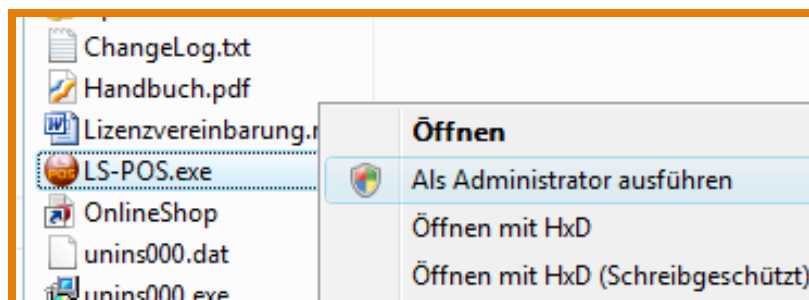 ChangeLog.txt
Handbuch.pdf
Lizenzvereinbarung.r
LS-POS.exe
OnlineShop
unins000.dat
unins000.exe
Öffnen
Als Administrator ausführen
Öffnen mit HxD
Öffnen mit HxD (Schreibgeschützt)